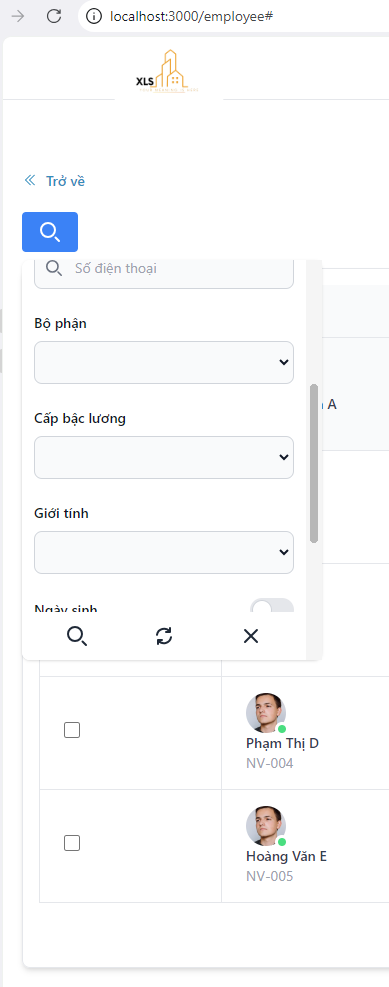 localhost:3000/employee#
XLS
Trở về
Số điện thoại
Bộ phận
A
Cấp bậc lương
Giới tính
Ngày sinh
Phạm Thị D
NV-004
Hoàng Văn E
NV-005